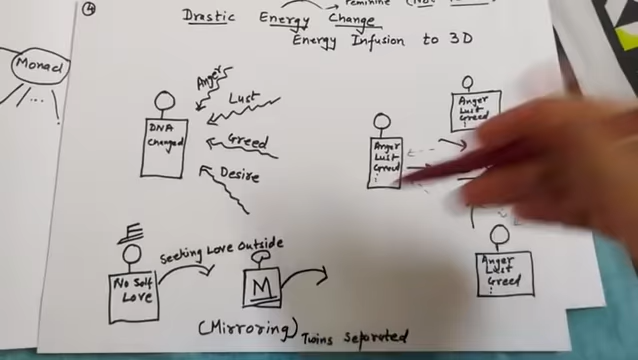 4
Feminine
Drastic Energy Change
Energy Infusion to 3D
Monad
Anger
Lust
Greed
Desire
DNA
changed
Anger
Lust
Greed
Anger
Lust
Greed
Anger
Lust
Greed
E
Seeking Love Outside
No Self
Love
M
(Mirroring) Twins separated